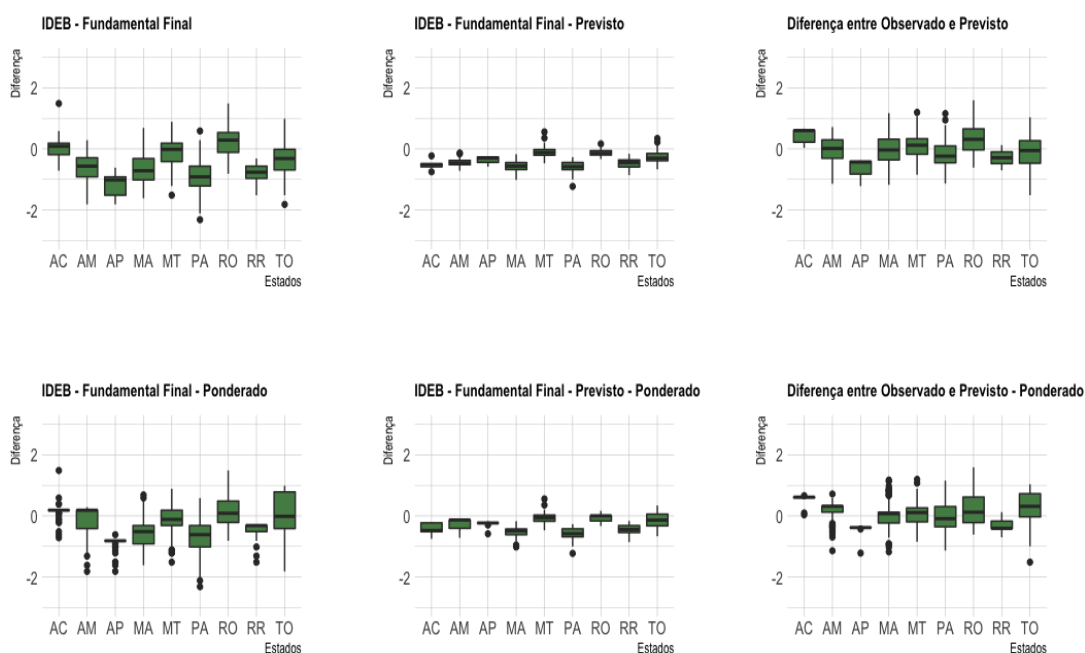 IDEB - Fundamental Final
Diferença
2
0
-2
AC AM AP MA MT PA RO RR TO
Estados
IDEB - Fundamental Final - Previsto
Diferença
2
0
-2
AC AM AP MA MT PA RO RR TO
Estados
Diferença entre Observado e Previsto
Diferença
2
0
-2
AC AM AP MA MT PA RO RR TO
Estados
IDEB - Fundamental Final - Ponderado
Diferença
2
0
-2
AC AM AP MA MT PA RO RR TO
Estados
IDEB - Fundamental Final - Previsto - Ponderado
Diferença
2
0
-2
AC AM AP MA MT PA RO RR TO
Estados
Diferença entre Observado e Previsto - Ponderado
Diferença
2
0
-2
AC AM AP MA MT PA RO RR TO
Estados